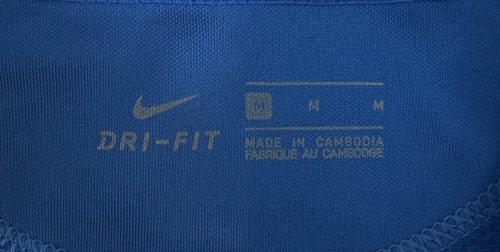 DRI-FIT
M M M
MADE IN CAMBODIA
FABRIQUE AU CAMBODGE